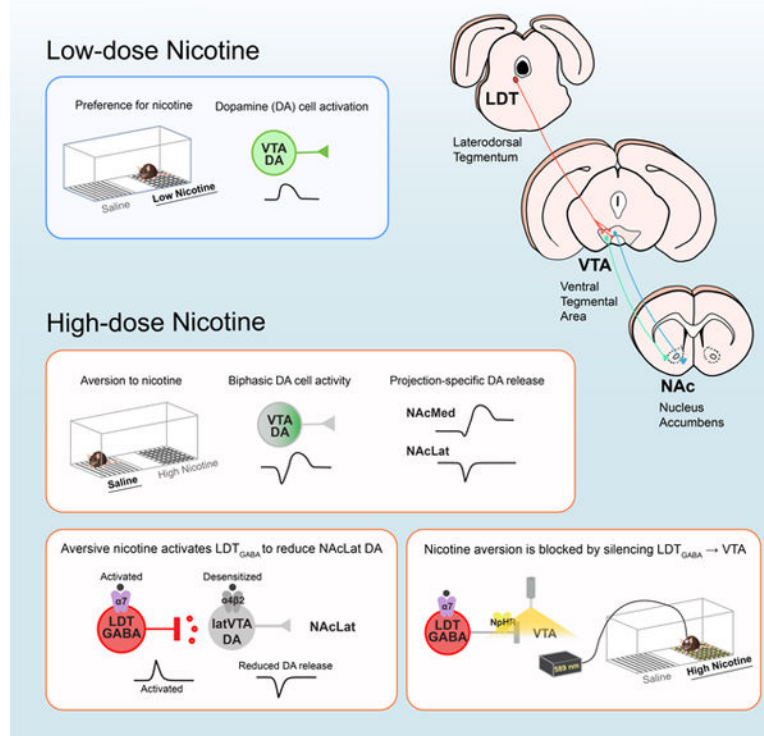 Low-dose Nicotine
Preference for nicotine
Saline
Low Nicotine
Dopamine (DA) cell activation
VTA
DA
LDT
Laterodorsal
Tegmentum
VTA
Ventral
Tegmental
Area
NAc
Nucleus
Accumbens
High-dose Nicotine
Aversion to nicotine
Saline
High Nicotine
Biphasic DA cell activity
VTA
DA
Projection-specific DA release
NAcMed
NAcLat
Aversive nicotine activates LDTGABA to reduce NAcLat DA
Activated
α7
LDT
GABA
Activated
Desensitized
α4β2
latVTA
DA
NAcLat
Reduced DA release
Nicotine aversion is blocked by silencing LDTGABA → VTA
α7
LDT
GABA
NpHR
VTA
589 nm
Saline
High Nicotine